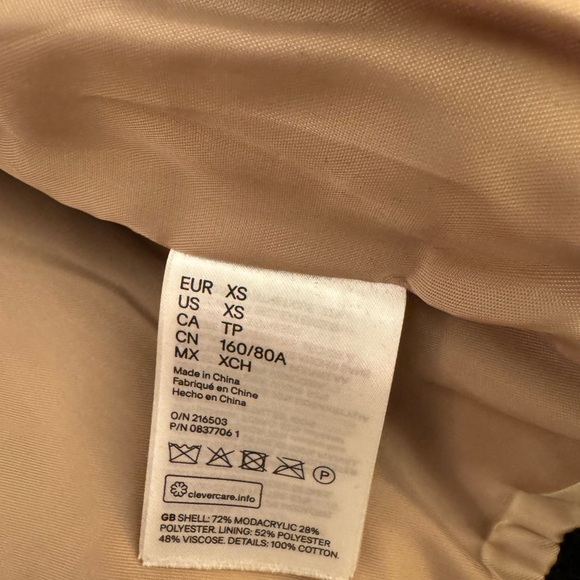 EUR XS
US XS
CA TP
CN 160/80A
MX XCH
Made in China
Fabriqué en Chine
Hecho en China
O/N 216503
P/N 0837706 1
P
clevercare.info
GB SHELL: 72% MODACRYLIC 28%
POLYESTER. LINING: 52% POLYESTER
48% VISCOSE. DETAILS: 100% COTTON.